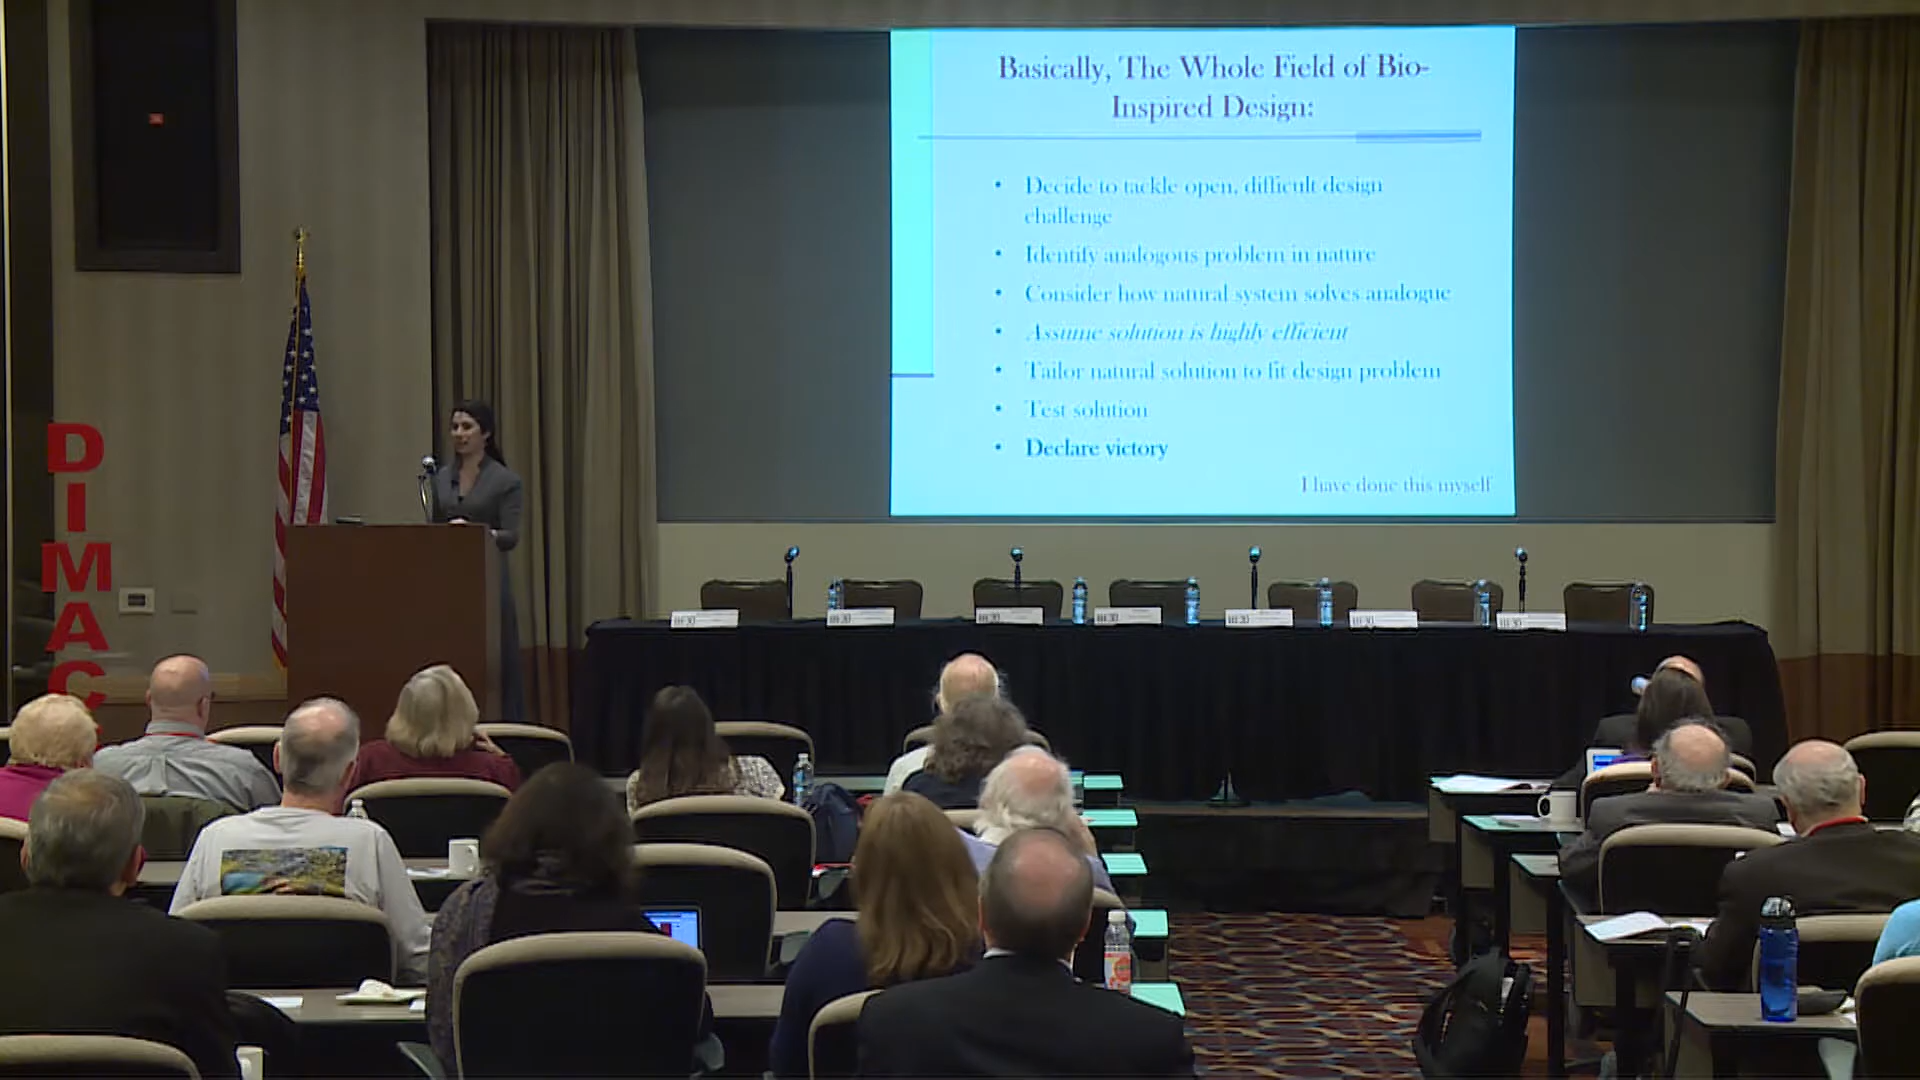 Basically, The Whole Field of Bio-
Inspired Design:
• Decide to tackle open, difficult design
challenge
• Identify analogous problem in nature
• Consider how natural system solves analogue
• Assume solution is highly efficient
• Tailor natural solution to fit design problem
• Test solution
• Declare victory
I have done this myself
DIMAC